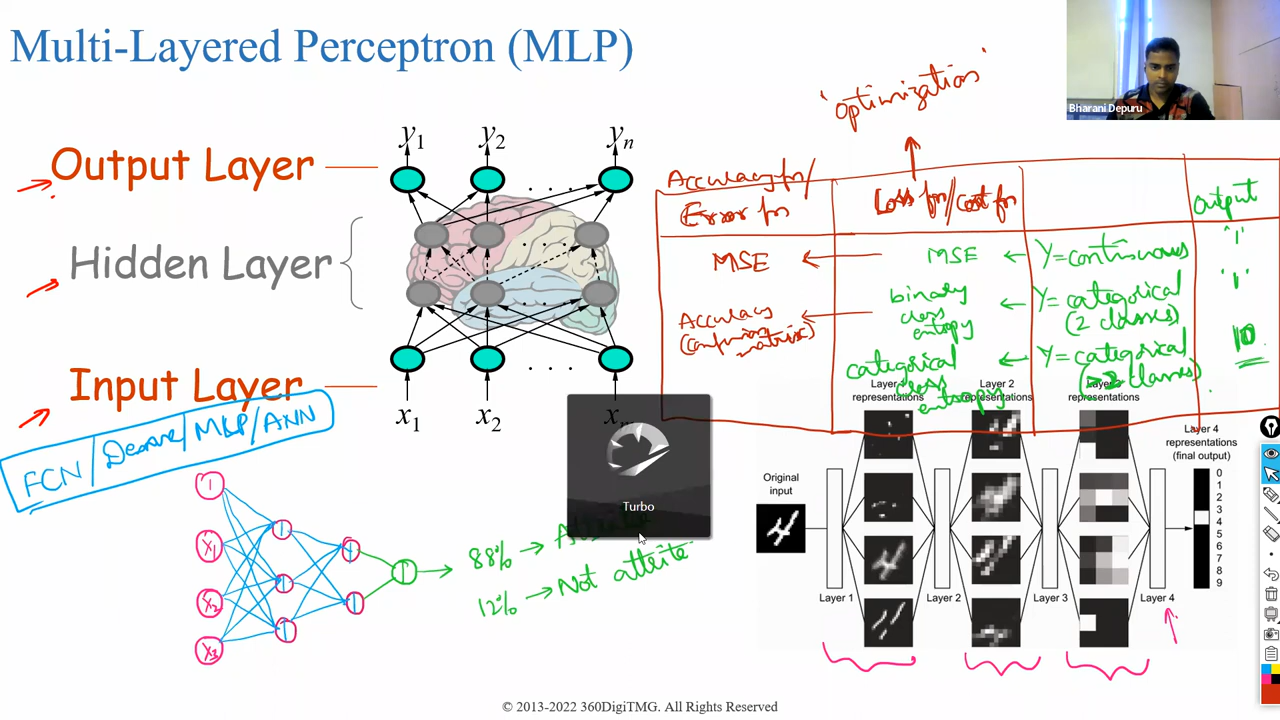 Multi-Layered Perceptron (MLP)
Bharani Depuru
'optimization'
Output Layer
Hidden Layer
Input Layer
y1 y2 yn
. . .
. . .
. . .
. . .
x1 x2
Accuracy fn/
Error fn
Loss fn/cost fn
Output
MSE
MSE
Y = continuous
'1'
Accuracy
(confusion matrix)
binary
cross
entropy
Y = categorical
(2 classes)
'1'
categorical
cross
entropy
Y = categorical
(>2 classes)
10
FCN/Dense/MLP/ANN
1
x1
x2
x3
88% →
12% → Not attrite
Turbo
Original
input
Layer 1
representations
Layer 2
representations
Layer 3
representations
Layer 4
representations
(final output)
0
1
2
3
4
5
6
7
8
9
Layer 1
Layer 2
Layer 3
Layer 4
© 2013-2022 360DigiTMG. All Rights Reserved